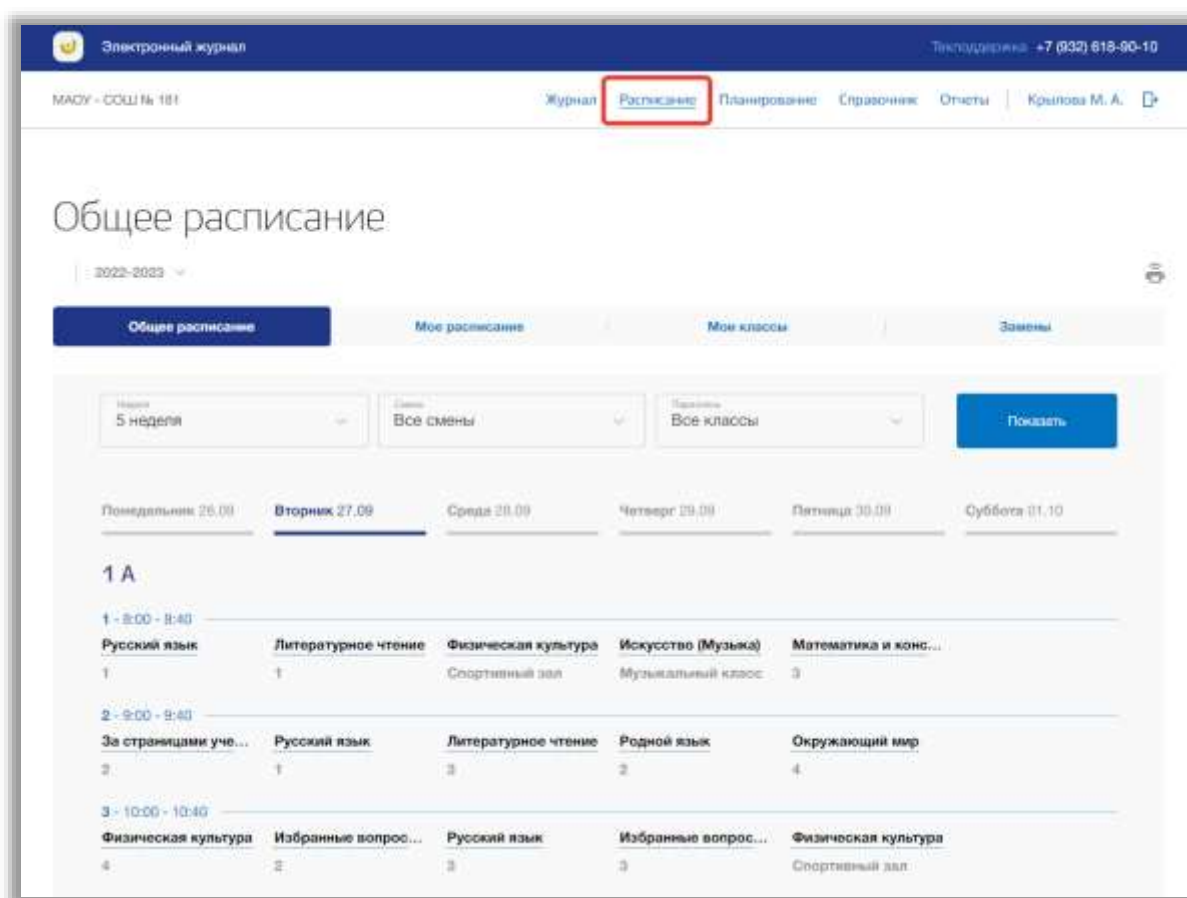 Электронный журнал Техподдержка +7 (932) 618-90-10
МАОУ - СОШ № 181 Журнал Расписание Планирование Справочник Отчеты Крылова М. А.
Общее расписание
2022-2023
Общее расписание Мое расписание Мои классы Замены
Неделя Смена Параллель
5 неделя Все смены Все классы Показать
Понедельник 26.09 Вторник 27.09 Среда 28.09 Четверг 29.09 Пятница 30.09 Суббота 01.10
1 А
1 - 8:00 - 8:40
Русский язык Литературное чтение Физическая культура Искусство (Музыка) Математика и конс...
1 1 Спортивный зал Музыкальный класс 3
2 - 9:00 - 9:40
За страницами уче... Русский язык Литературное чтение Родной язык Окружающий мир
2 1 3 2 4
3 - 10:00 - 10:40
Физическая культура Избранные вопрос... Русский язык Избранные вопрос... Физическая культура
4 2 3 3 Спортивный зал